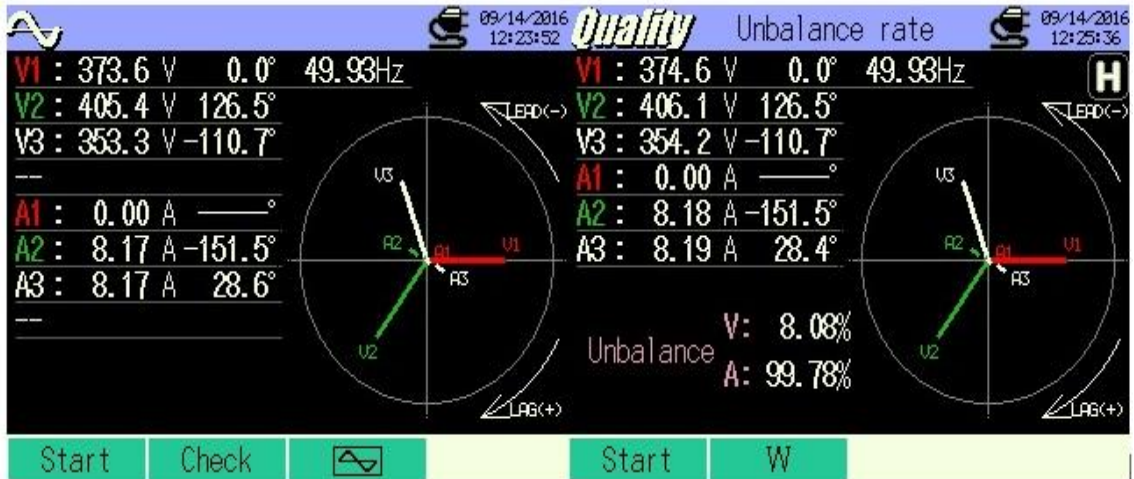 09/14/2016
12:23:52
V1 : 373.6 V 0.0° 49.93Hz
V2 : 405.4 V 126.5°
V3 : 353.3 V -110.7°
--
A1 : 0.00 A ——°
A2 : 8.17 A -151.5°
A3 : 8.17 A 28.6°
--
LEAD(-)
V3
A2
A1
V1
A3
V2
LAG(+)
Start Check
Quality Unbalance rate
09/14/2016
12:25:36
V1 : 374.6 V 0.0° 49.93Hz
H
V2 : 406.1 V 126.5°
V3 : 354.2 V -110.7°
A1 : 0.00 A ——°
A2 : 8.18 A -151.5°
A3 : 8.19 A 28.4°
Unbalance
V: 8.08%
A: 99.78%
LEAD(-)
V3
A2
A1
V1
A3
V2
LAG(+)
Start W